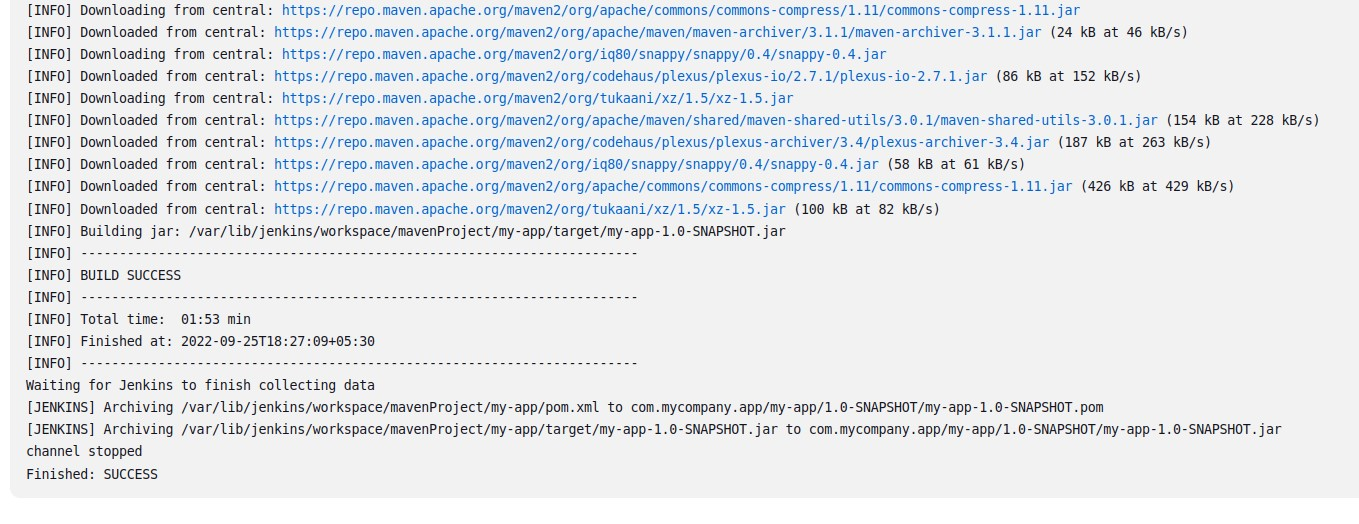 [INFO] Downloading from central: https://repo.maven.apache.org/maven2/org/apache/commons/commons-compress/1.11/commons-compress-1.11.jar
[INFO] Downloaded from central: https://repo.maven.apache.org/maven2/org/apache/maven/maven-archiver/3.1.1/maven-archiver-3.1.1.jar (24 kB at 46 kB/s)
[INFO] Downloading from central: https://repo.maven.apache.org/maven2/org/iq80/snappy/snappy/0.4/snappy-0.4.jar
[INFO] Downloaded from central: https://repo.maven.apache.org/maven2/org/codehaus/plexus/plexus-io/2.7.1/plexus-io-2.7.1.jar (86 kB at 152 kB/s)
[INFO] Downloading from central: https://repo.maven.apache.org/maven2/org/tukaani/xz/1.5/xz-1.5.jar
[INFO] Downloaded from central: https://repo.maven.apache.org/maven2/org/apache/maven/shared/maven-shared-utils/3.0.1/maven-shared-utils-3.0.1.jar (154 kB at 228 kB/s)
[INFO] Downloaded from central: https://repo.maven.apache.org/maven2/org/codehaus/plexus/plexus-archiver/3.4/plexus-archiver-3.4.jar (187 kB at 263 kB/s)
[INFO] Downloaded from central: https://repo.maven.apache.org/maven2/org/iq80/snappy/snappy/0.4/snappy-0.4.jar (58 kB at 61 kB/s)
[INFO] Downloaded from central: https://repo.maven.apache.org/maven2/org/apache/commons/commons-compress/1.11/commons-compress-1.11.jar (426 kB at 429 kB/s)
[INFO] Downloaded from central: https://repo.maven.apache.org/maven2/org/tukaani/xz/1.5/xz-1.5.jar (100 kB at 82 kB/s)
[INFO] Building jar: /var/lib/jenkins/workspace/mavenProject/my-app/target/my-app-1.0-SNAPSHOT.jar
[INFO] ------------------------------------------------------------------------
[INFO] BUILD SUCCESS
[INFO] ------------------------------------------------------------------------
[INFO] Total time:  01:53 min
[INFO] Finished at: 2022-09-25T18:27:09+05:30
[INFO] ------------------------------------------------------------------------
Waiting for Jenkins to finish collecting data
[JENKINS] Archiving /var/lib/jenkins/workspace/mavenProject/my-app/pom.xml to com.mycompany.app/my-app/1.0-SNAPSHOT/my-app-1.0-SNAPSHOT.pom
[JENKINS] Archiving /var/lib/jenkins/workspace/mavenProject/my-app/target/my-app-1.0-SNAPSHOT.jar to com.mycompany.app/my-app/1.0-SNAPSHOT/my-app-1.0-SNAPSHOT.jar
channel stopped
Finished: SUCCESS